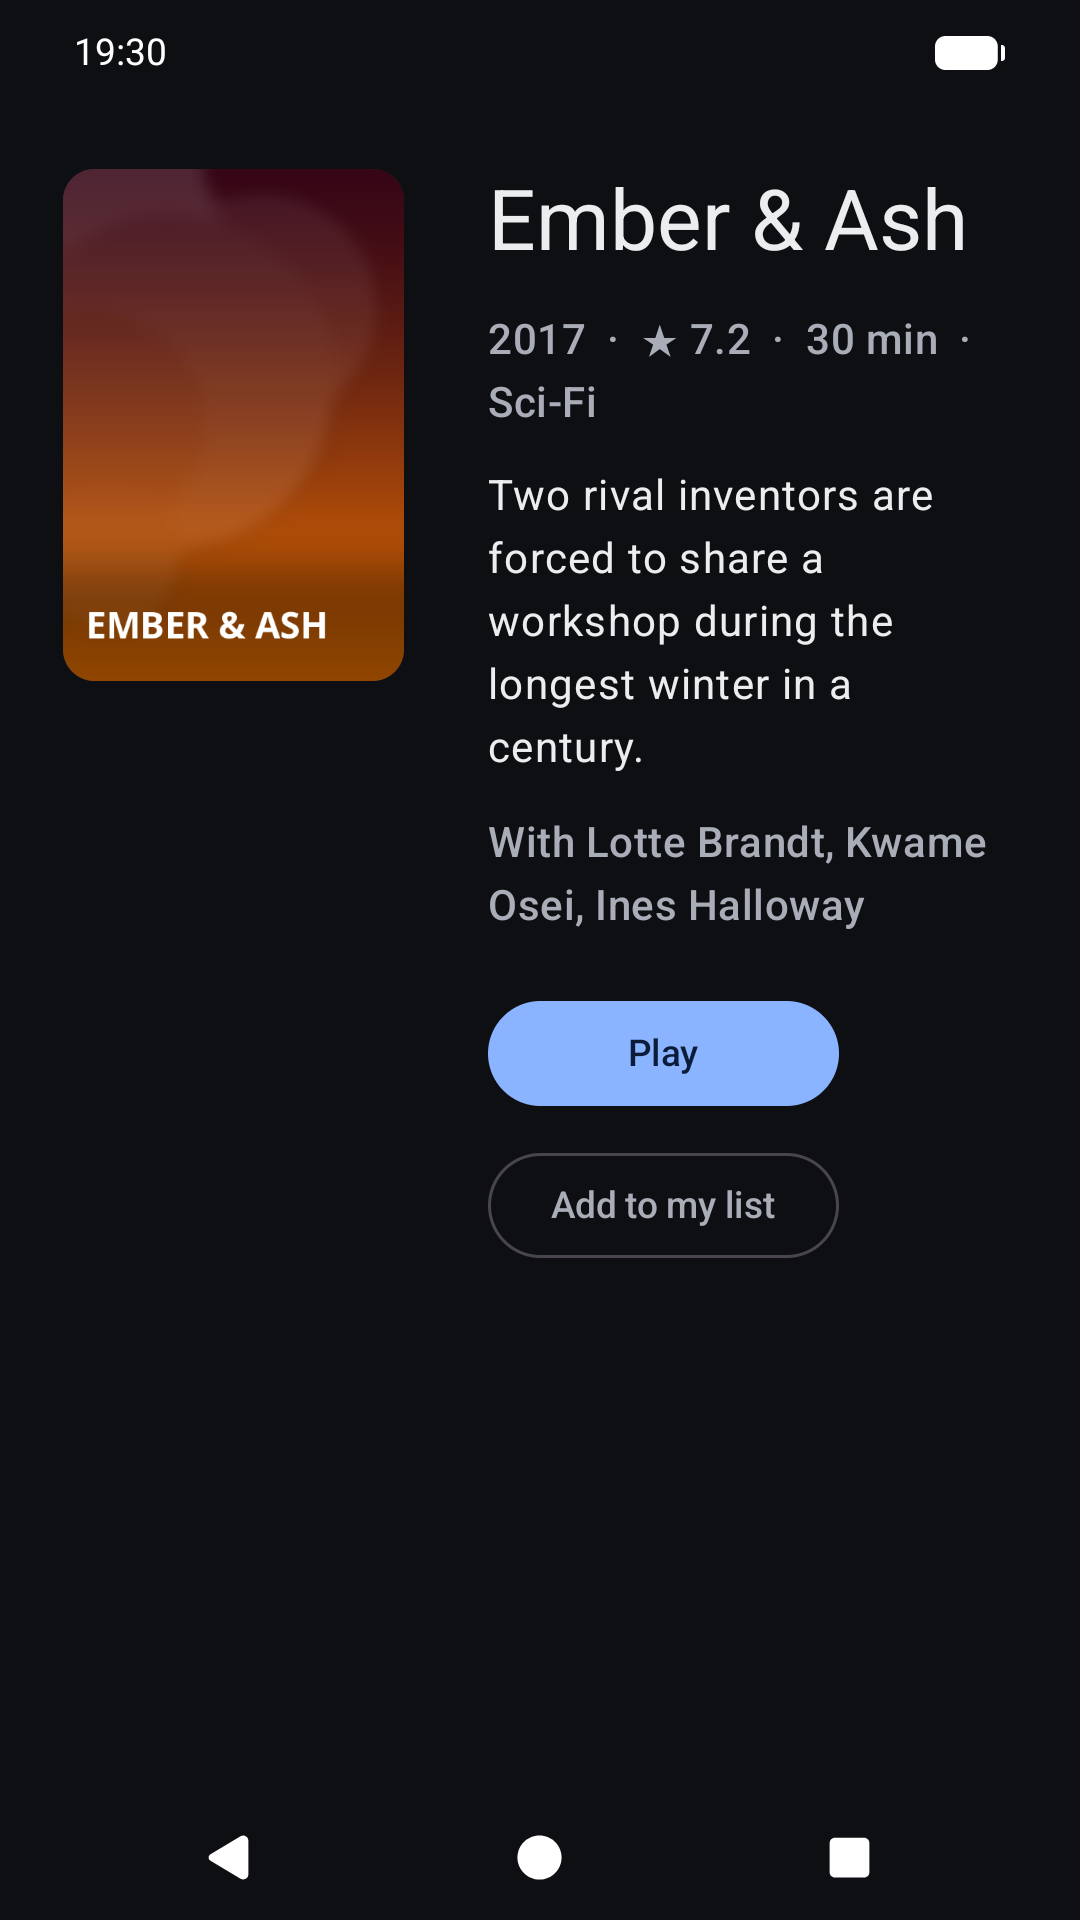 19:30
EMBER & ASH
Ember & Ash
2017 · ★ 7.2 · 30 min ·
Sci-Fi
Two rival inventors are
forced to share a
workshop during the
longest winter in a
century.
With Lotte Brandt, Kwame
Osei, Ines Halloway
Play
Add to my list